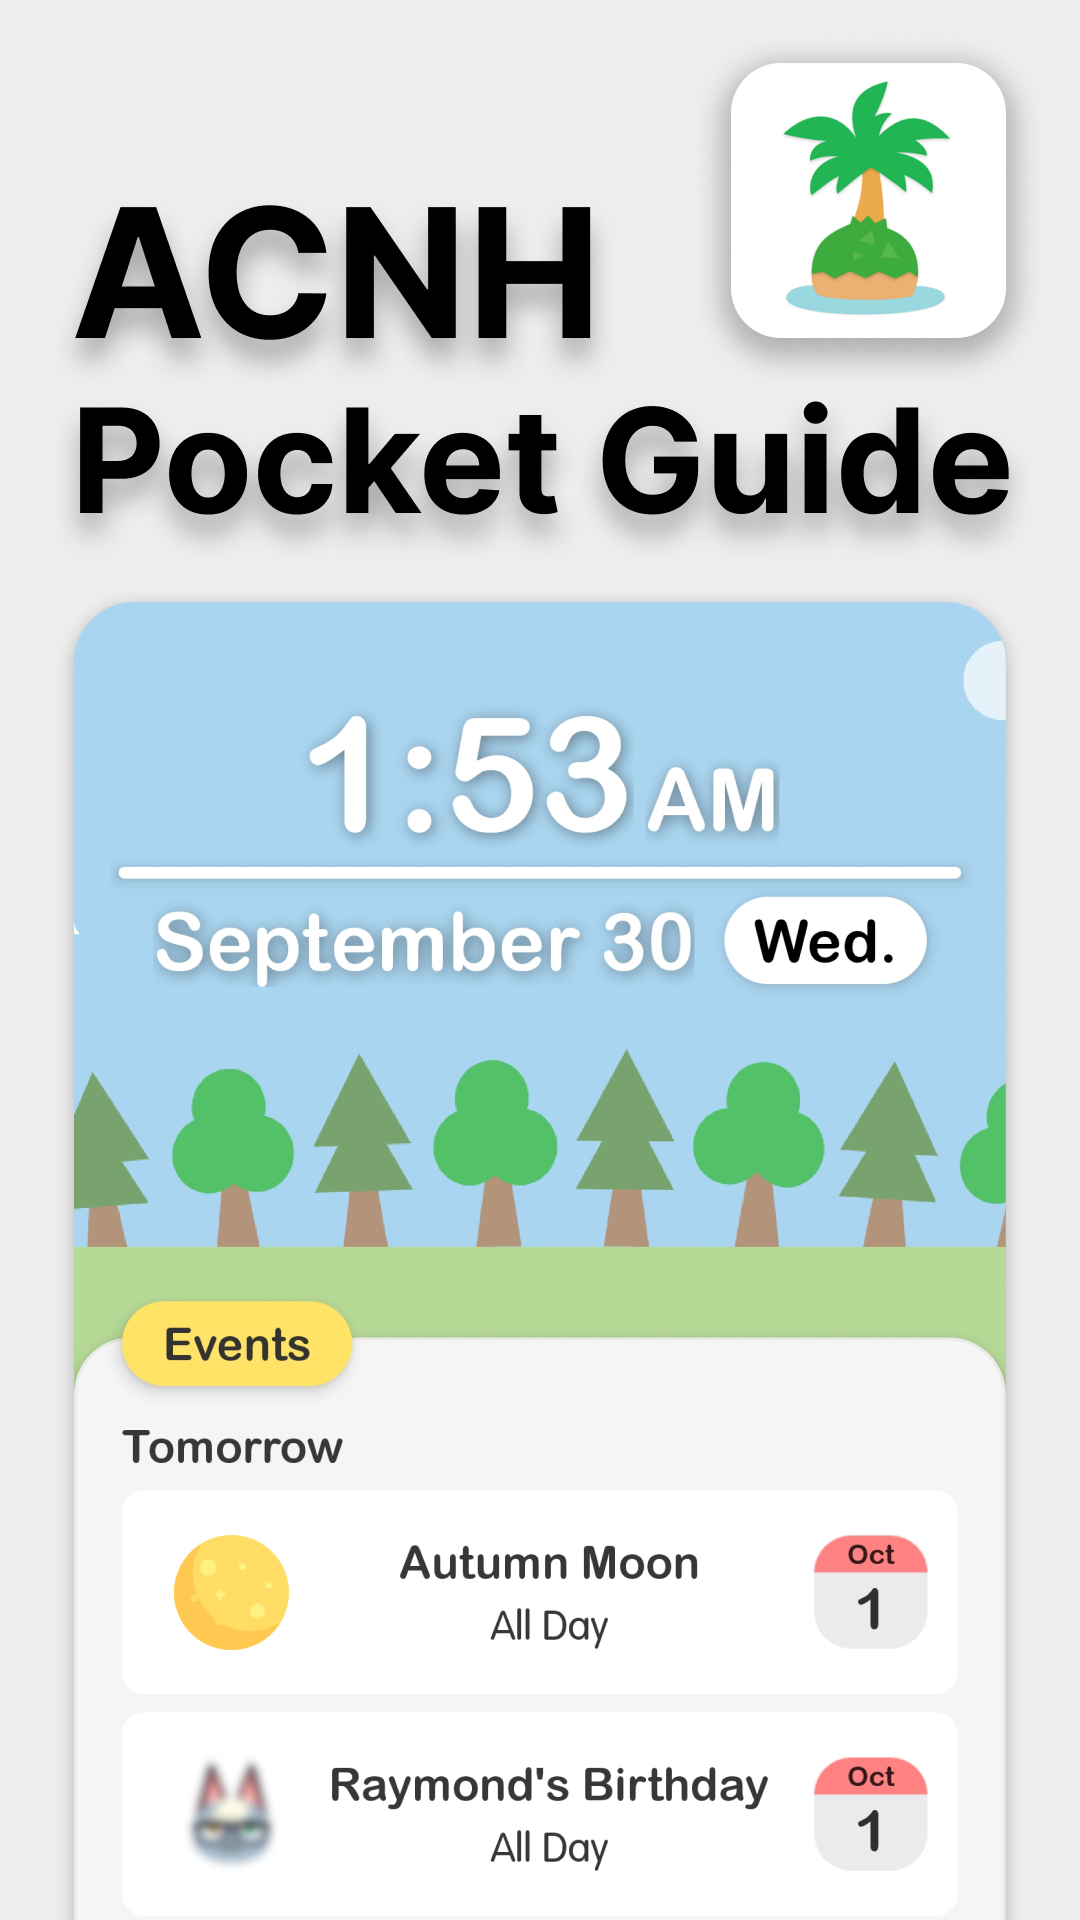 ACNH
Pocket Guide
1:53 AM
September 30 Wed.
Events
Tomorrow
Autumn Moon
All Day
Oct
1
Raymond's Birthday
All Day
Oct
1